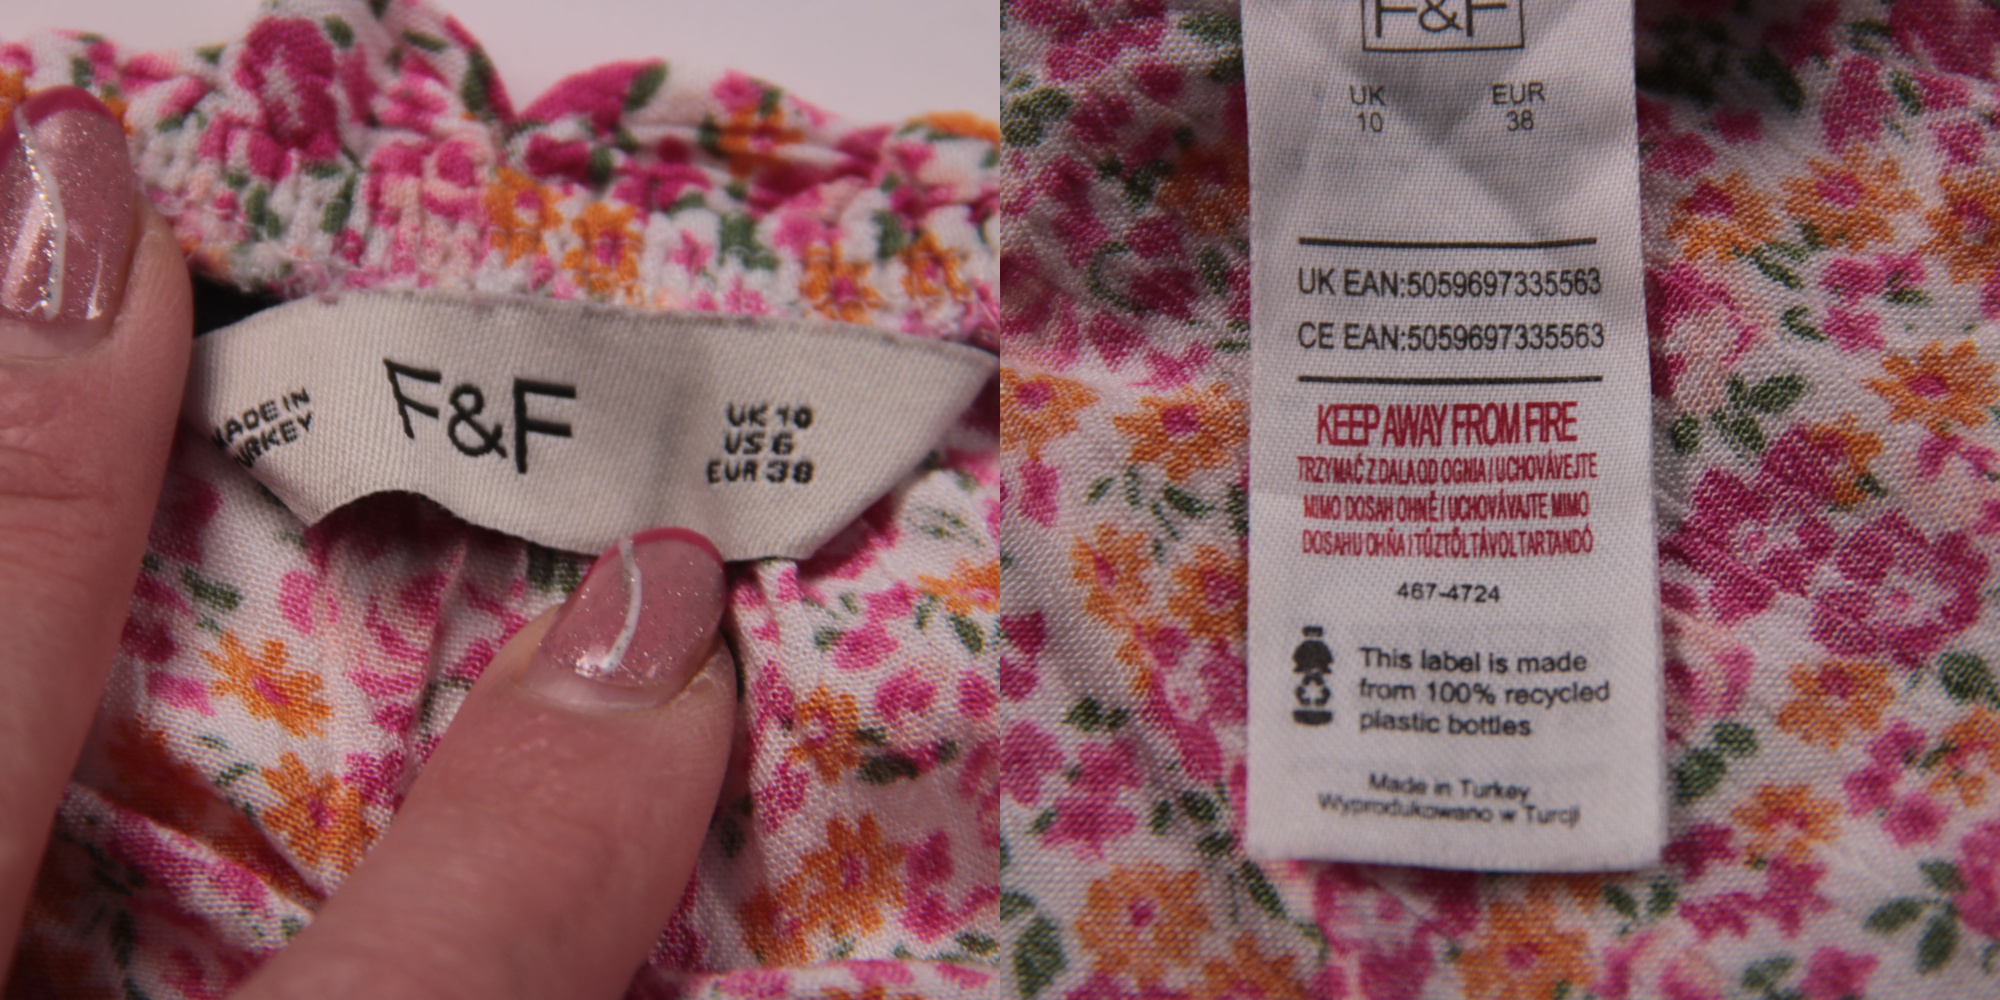 MADE IN
TURKEY
F&F
UK 10
US 6
EUR 38
F&F
UK
10
EUR
38
UK EAN:5059697335563
CE EAN:5059697335563
KEEP AWAY FROM FIRE
TRZYMAĆ Z DALA OD OGNIA / UCHOVÁVEJTE
MIMO DOSAH OHNĚ / UCHOVÁVAJTE MIMO
DOSAHU OHŇA / TŰZTŐL TÁVOL TARTANDÓ
467-4724
This label is made
from 100% recycled
plastic bottles
Made in Turkey
Wyprodukowano w Turcji